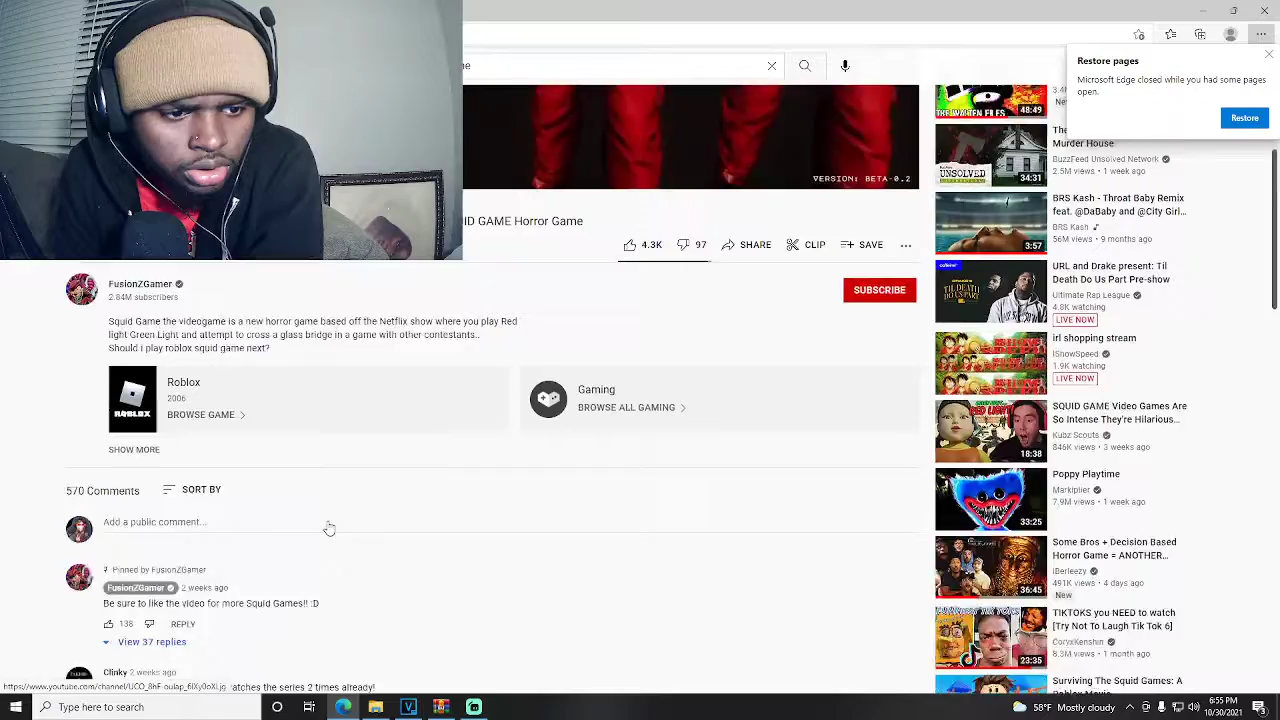 Restore pages
Microsoft Edge closed while you had some pages
open.
Restore
VERSION: BETA-0.2
GAME Horror Game
4.3K
97
SHARE
CLIP
SAVE
FusionZGamer
2.84M subscribers
SUBSCRIBE
Squid Game the videogame is a new horror game based off the Netflix show where you play Red
light Green Light and attempt to cross a glass bridge in a game with other contestants..
Should i play roblox squid game next?
ROBLOX
Roblox
2006
BROWSE GAME
Gaming
BROWSE ALL GAMING
SHOW MORE
570 Comments
SORT BY
Add a public comment...
Pinned by FusionZGamer
FusionZGamer 2 weeks ago
Be sure to like the video for more Squid Games!! :D
138
REPLY
View 37 replies
Clinky 2 weeks ago
the series 2 times already!
THE WALTEN FILES
48:49
Murder House
BuzzFeed Unsolved Network
2.5M views • 1 week ago
UNSOLVED
34:31
BRS Kash - Throat Baby Remix
feat. @DaBaby and @City Girl...
BRS Kash
56M views • 9 months ago
3:57
URL and Drake present: Til
Death Do Us Part Pre-show
Ultimate Rap League
4.8K watching
LIVE NOW
caffeine
TIL DEATH
DO US PART
irl shopping stream
IShowSpeed
1.9K watching
LIVE NOW
SQUID GAME Video Games Are
So Intense They're Hilarious...
Kubz Scouts
846K views • 3 weeks ago
18:38
Poppy Playtime
Markiplier
7.9M views • 1 week ago
33:25
Some Bros + Decision Based
Horror Game = ANOTHER...
iBerleezy
491K views • 4 days ago
New
36:45
TIKTOKS you NEED to watch
[Try Not To Laugh Tik Tok 6]
CoryxKenshin
8.3M views • 1 month ago
23:35
Surviving The Squid Games: A
Type here to search
58°F Mostly cloudy
6:55 PM
10/30/2021